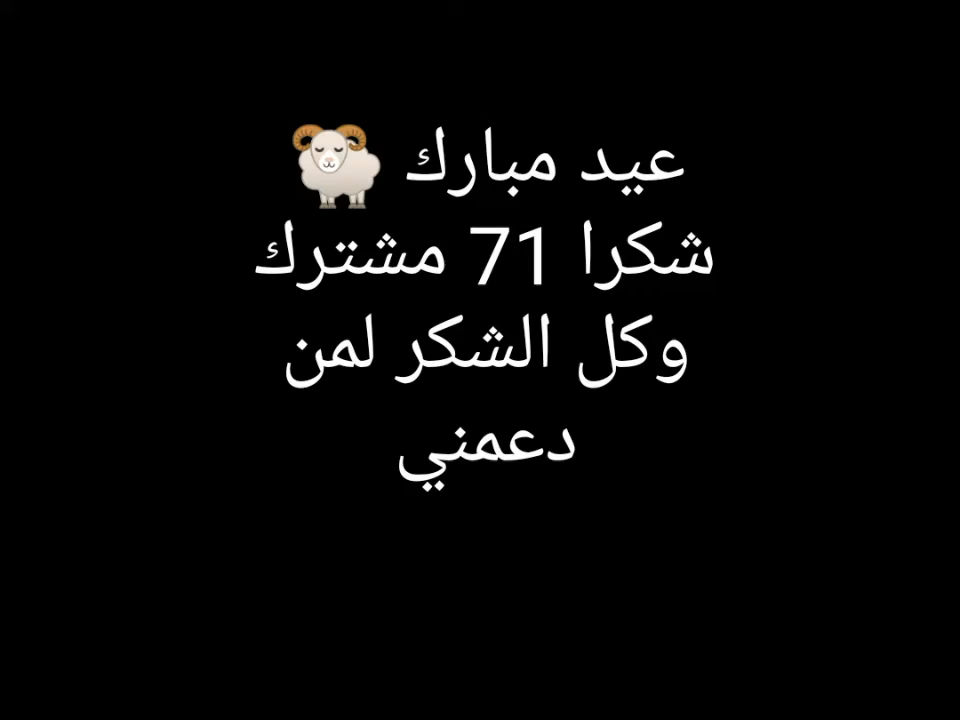 عيد مبارك 🐏
شكرا 71 مشترك
وكل الشكر لمن
دعمني